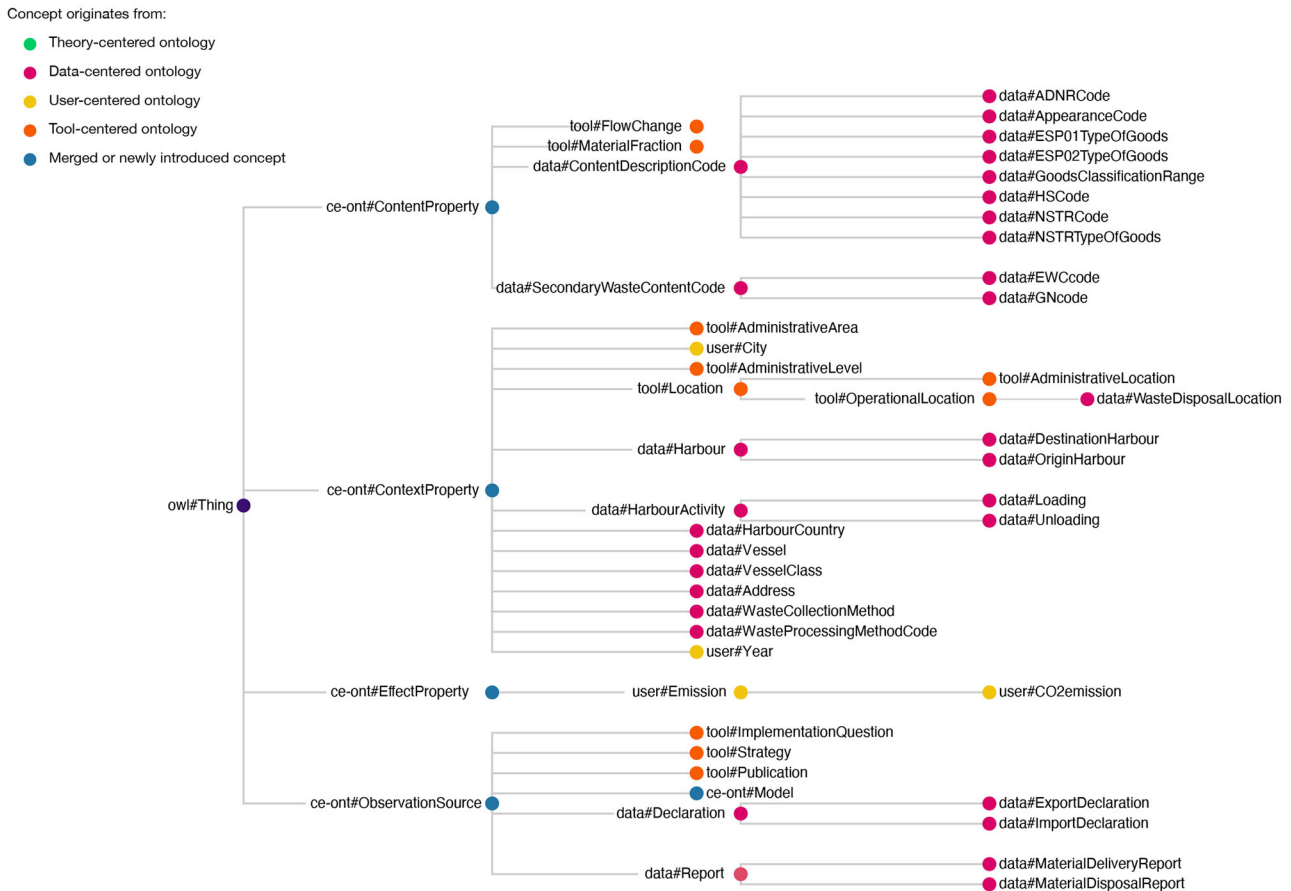 Concept originates from:
Theory-centered ontology
Data-centered ontology
User-centered ontology
Tool-centered ontology
Merged or newly introduced concept
data#ADNRCode
data#AppearanceCode
tool#FlowChange
data#ESP01TypeOfGoods
tool#MaterialFraction
data#ESP02TypeOfGoods
data#ContentDescriptionCode
data#GoodsClassificationRange
data#HSCode
ce-ont#ContentProperty
data#NSTRCode
data#NSTRTypeOfGoods
data#EWCcode
data#SecondaryWasteContentCode
data#GNcode
tool#AdministrativeArea
user#City
tool#AdministrativeLevel
tool#AdministrativeLocation
tool#Location
tool#OperationalLocation
data#WasteDisposalLocation
data#DestinationHarbour
data#Harbour
data#OriginHarbour
ce-ont#ContextProperty
data#Loading
owl#Thing
data#HarbourActivity
data#Unloading
data#HarbourCountry
data#Vessel
data#VesselClass
data#Address
data#WasteCollectionMethod
data#WasteProcessingMethodCode
user#Year
ce-ont#EffectProperty
user#Emission
user#CO2emission
tool#ImplementationQuestion
tool#Strategy
tool#Publication
ce-ont#Model
ce-ont#ObservationSource
data#ExportDeclaration
data#Declaration
data#ImportDeclaration
data#MaterialDeliveryReport
data#Report
data#MaterialDisposalReport